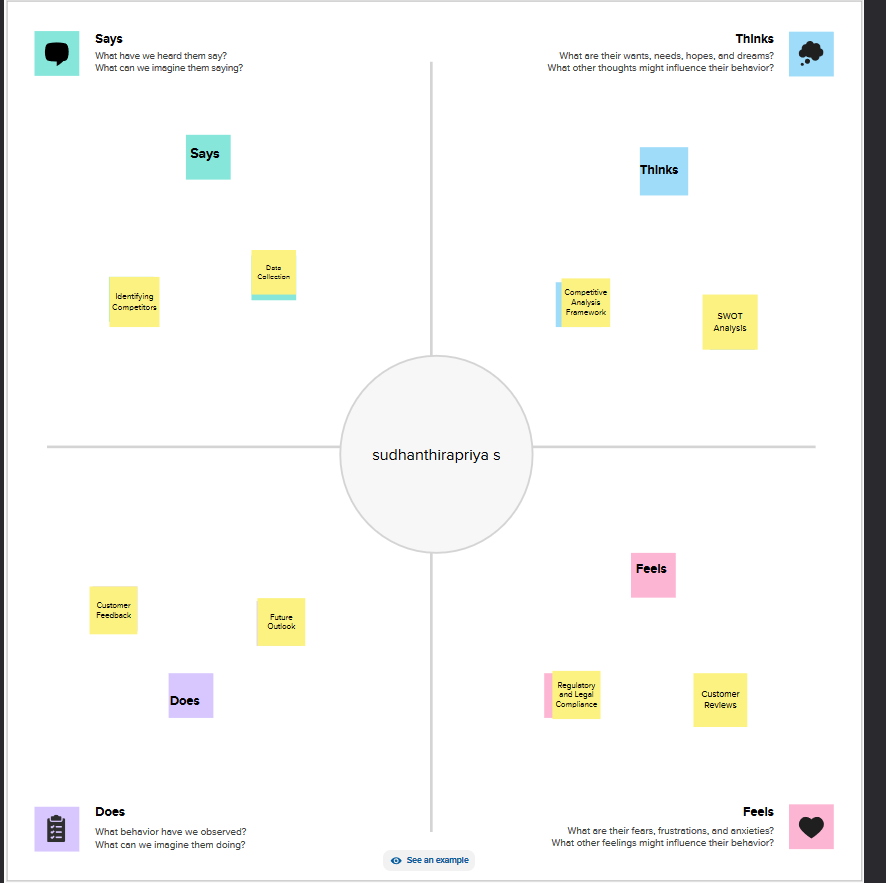 Says
What have we heard them say?
What can we imagine them saying?
Thinks
What are their wants, needs, hopes, and dreams?
What other thoughts might influence their behavior?
Says
Thinks
Identifying
Competitors
Data
Collection
Competitive
Analysis
Framework
SWOT
Analysis
sudhanthirapriya s
Customer
Feedback
Future
Outlook
Does
Feels
Regulatory
and Legal
Compliance
Customer
Reviews
Does
What behavior have we observed?
What can we imagine them doing?
Feels
What are their fears, frustrations, and anxieties?
What other feelings might influence their behavior?
See an example